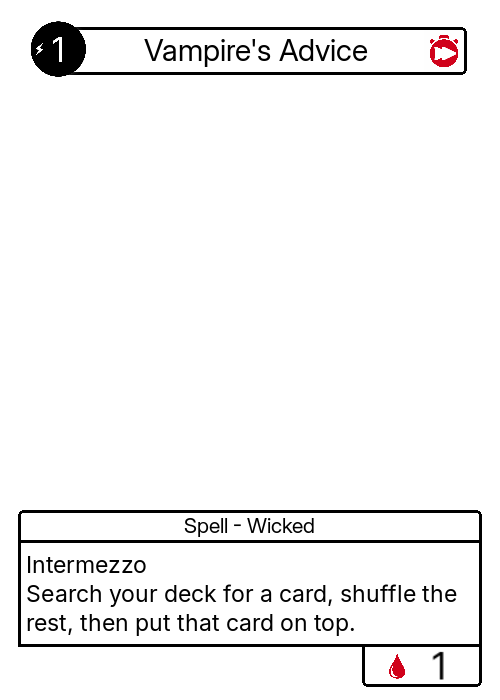 1 Vampire's Advice
Spell - Wicked
Intermezzo
Search your deck for a card, shuffle the
rest, then put that card on top.
1